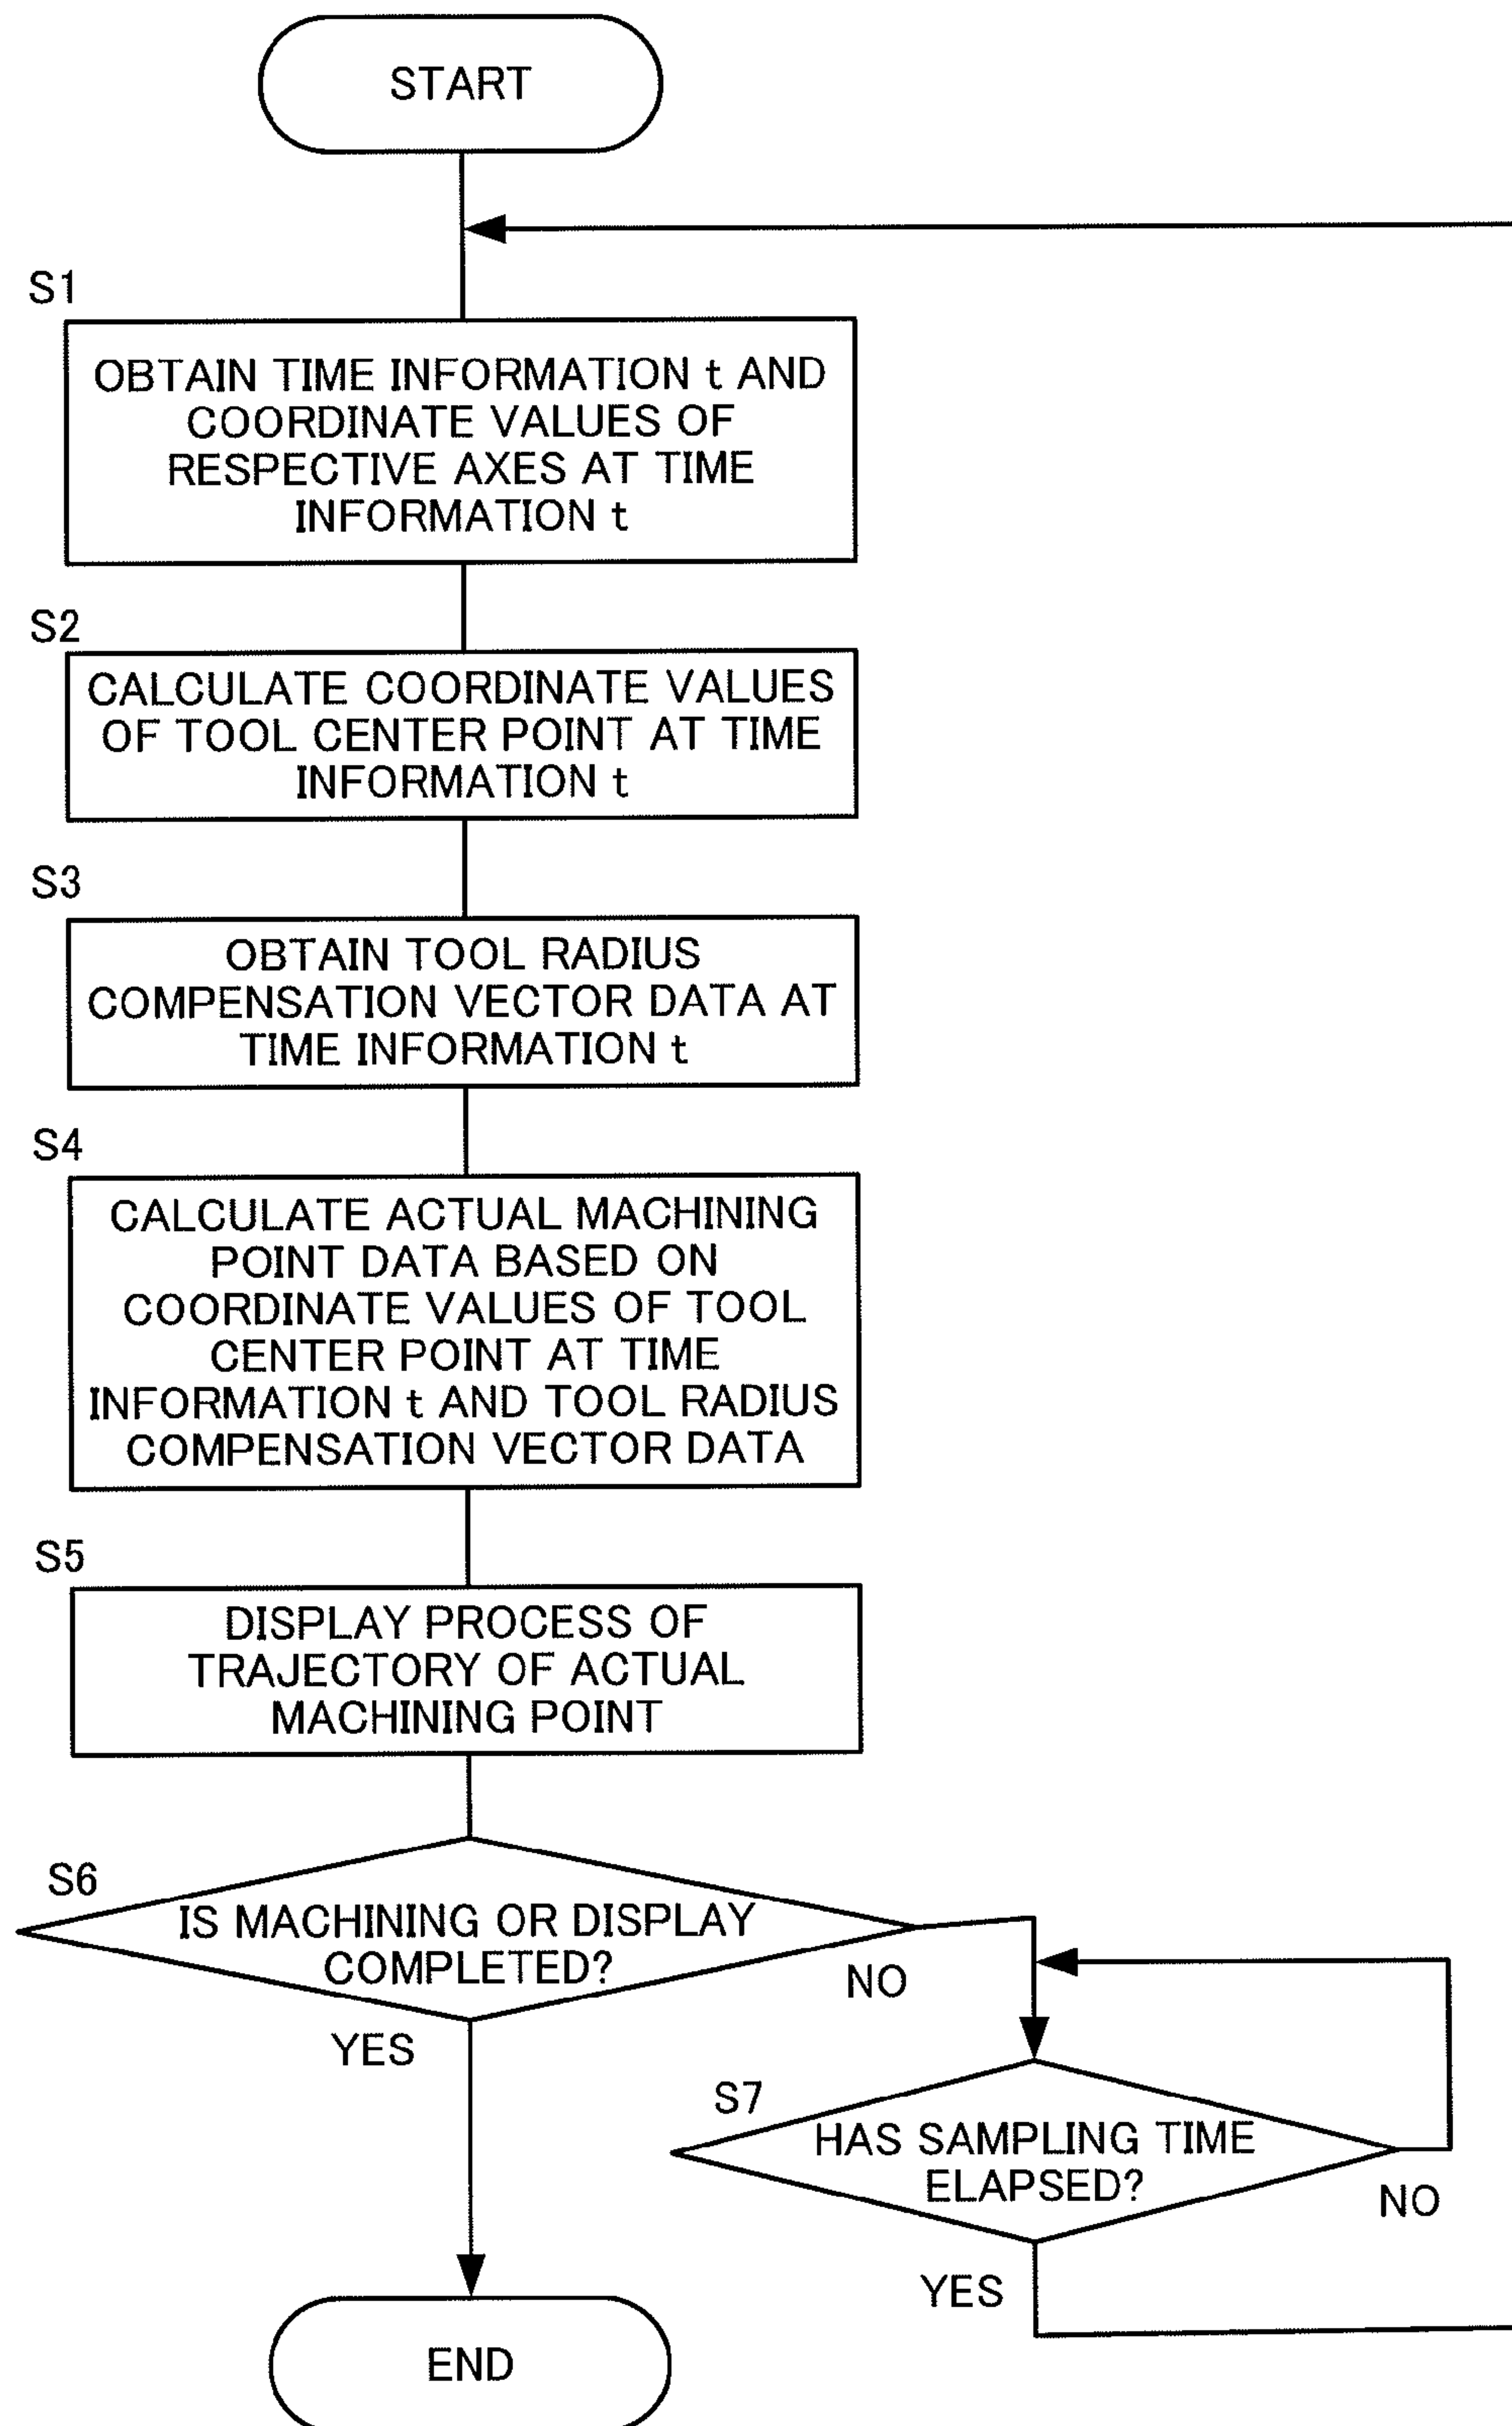 START
S1
OBTAIN TIME INFORMATION t AND
COORDINATE VALUES OF
RESPECTIVE AXES AT TIME
INFORMATION t
S2
CALCULATE COORDINATE VALUES
OF TOOL CENTER POINT AT TIME
INFORMATION t
S3
OBTAIN TOOL RADIUS
COMPENSATION VECTOR DATA AT
TIME INFORMATION t
S4
CALCULATE ACTUAL MACHINING
POINT DATA BASED ON
COORDINATE VALUES OF TOOL
CENTER POINT AT TIME
INFORMATION t AND TOOL RADIUS
COMPENSATION VECTOR DATA
S5
DISPLAY PROCESS OF
TRAJECTORY OF ACTUAL
MACHINING POINT
S6
IS MACHINING OR DISPLAY
COMPLETED?
NO
YES
S7
HAS SAMPLING TIME
ELAPSED?
NO
YES
END